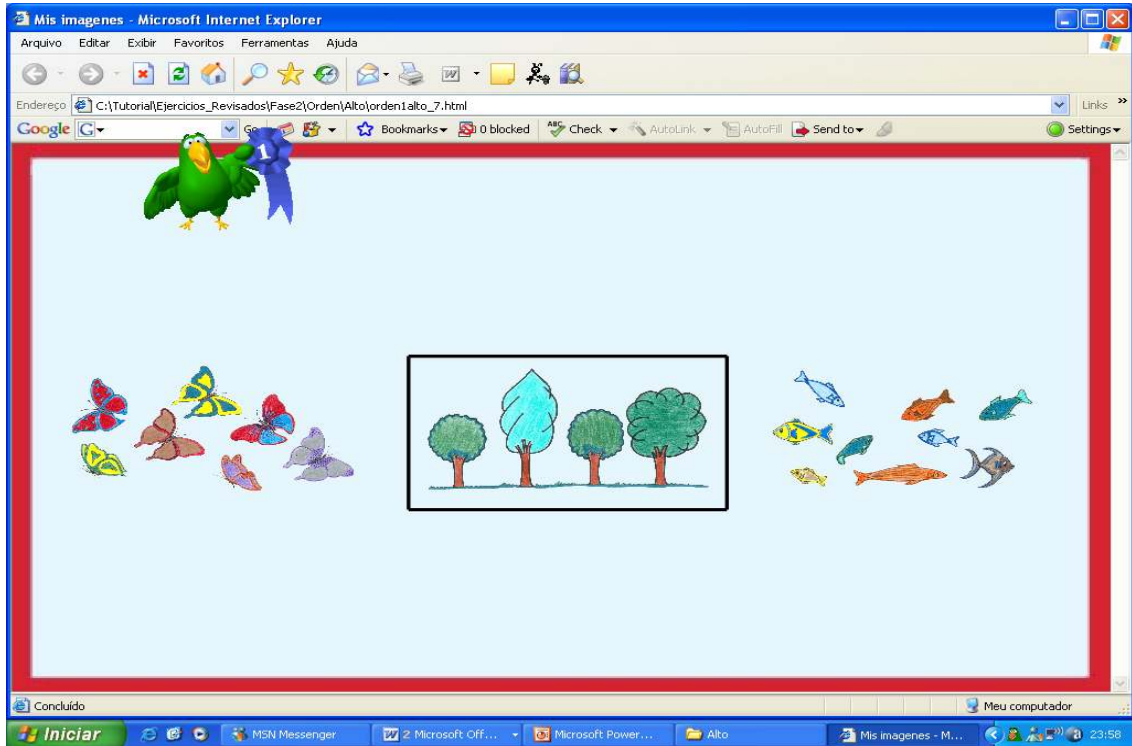 Mis imagenes - Microsoft Internet Explorer
Arquivo Editar Exibir Favoritos Ferramentas Ajuda
Endereço C:\Tutorial\Ejercicios_Revisados\Fase2\Orden\Alto\orden1alto_7.html Links »
Google G Go Bookmarks 0 blocked ABC Check AutoLink AutoFill Send to Settings
1
Concluído Meu computador
Iniciar MSN Messenger 2 Microsoft Off... Microsoft Power... Alto Mis imagenes - M... 23:58